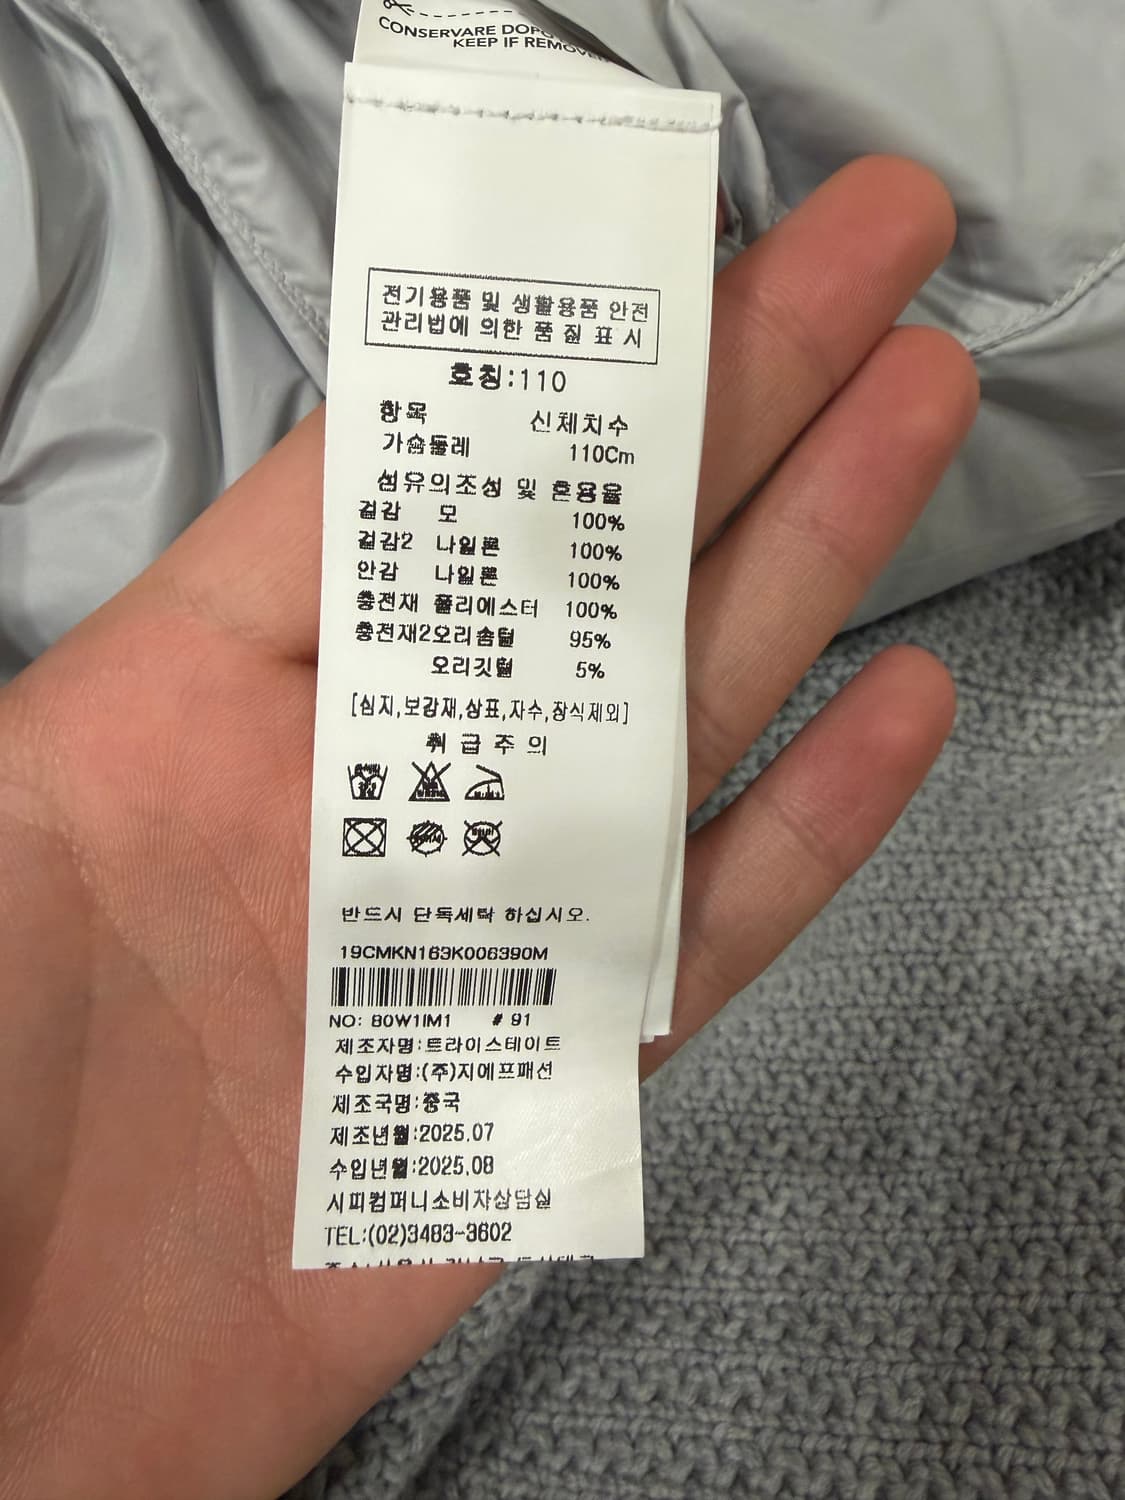 CONSERVARE DOPO
KEEP IF REMOVE
전기용품 및 생활용품 안전
관리법에 의한 품질표시
호칭:110
항목 신체치수
가슴둘레 110Cm
섬유의조성 및 혼용율
겉감 모 100%
겉감2 나일론 100%
안감 나일론 100%
충전재 폴리에스터 100%
충전재2오리솜털 95%
오리깃털 5%
[심지,보강재,상표,자수,장식제외]
취급주의
반드시 단독세탁 하십시오.
19CMKN163K006390M
NO: 80W1IM1 # 91
제조자명:트라이스테이트
수입자명:(주)지에프패션
제조국명:중국
제조년월:2025.07
수입년월:2025.08
시피컴퍼니소비자상담실
TEL:(02)3483-3602